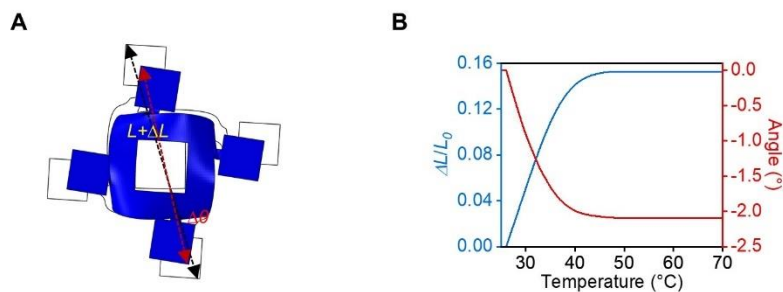 A
L+ΔL
Δθ
B
0.16
0.12
0.08
0.04
0.00
ΔL/L0
0.0
-0.5
-1.0
-1.5
-2.0
-2.5
Angle (°)
30 40 50 60 70
Temperature (°C)